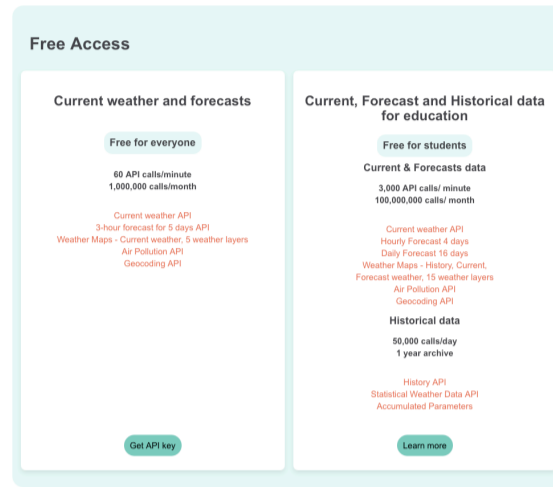 Free Access
Current weather and forecasts
Free for everyone
60 API calls/minute
1,000,000 calls/month
Current weather API
3-hour forecast for 5 days API
Weather Maps - Current weather, 5 weather layers
Air Pollution API
Geocoding API
Get API key
Current, Forecast and Historical data
for education
Free for students
Current & Forecasts data
3,000 API calls/ minute
100,000,000 calls/ month
Current weather API
Hourly Forecast 4 days
Daily Forecast 16 days
Weather Maps - History, Current,
Forecast weather, 15 weather layers
Air Pollution API
Geocoding API
Historical data
50,000 calls/day
1 year archive
History API
Statistical Weather Data API
Accumulated Parameters
Learn more